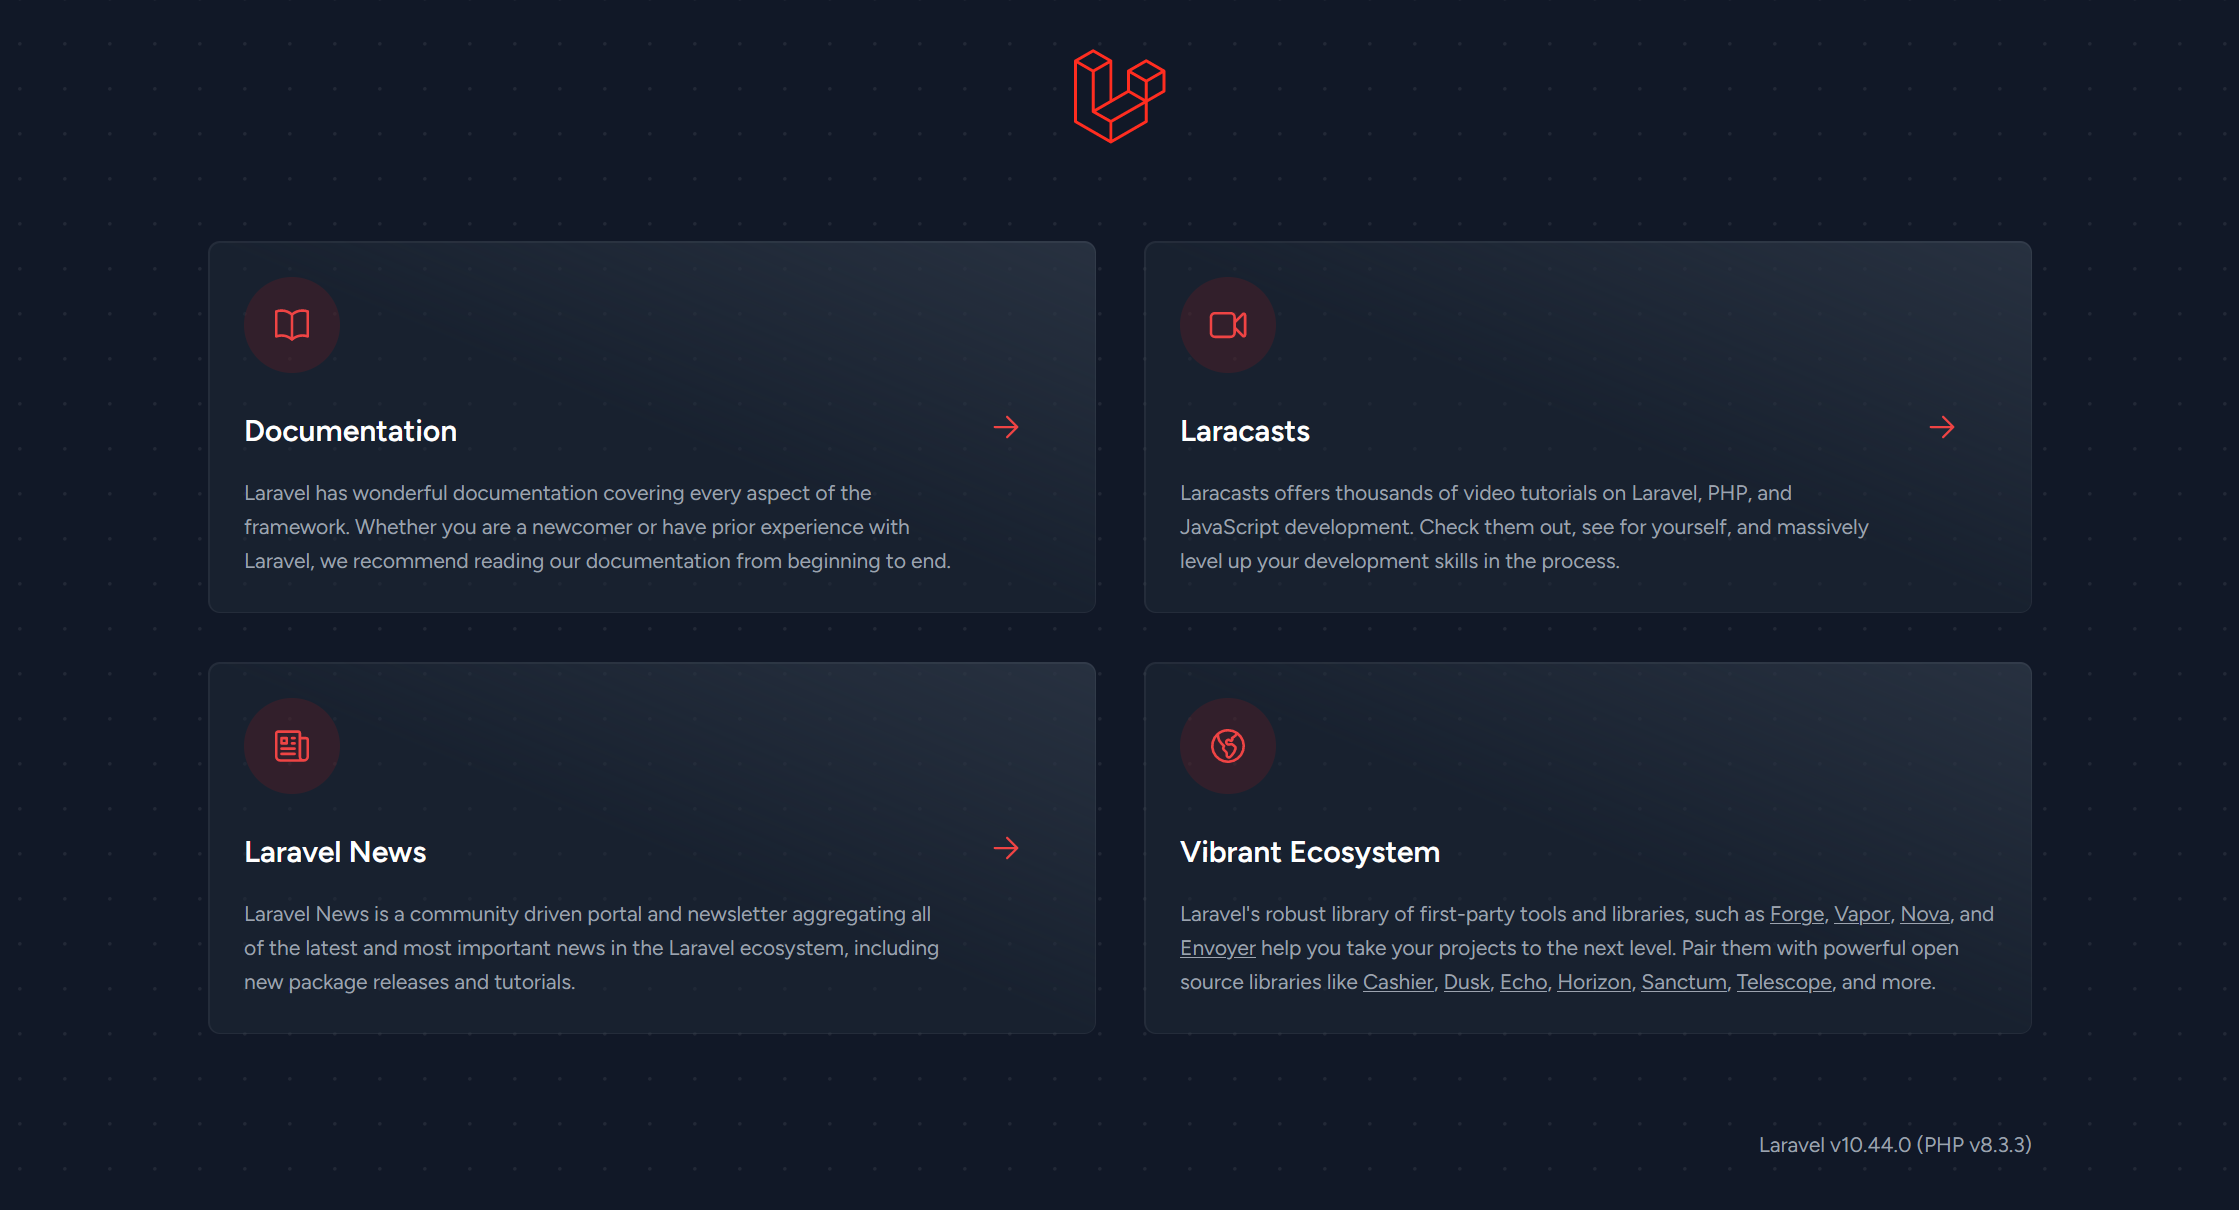 Documentation
Laravel has wonderful documentation covering every aspect of the
framework. Whether you are a newcomer or have prior experience with
Laravel, we recommend reading our documentation from beginning to end.
Laracasts
Laracasts offers thousands of video tutorials on Laravel, PHP, and
JavaScript development. Check them out, see for yourself, and massively
level up your development skills in the process.
Laravel News
Laravel News is a community driven portal and newsletter aggregating all
of the latest and most important news in the Laravel ecosystem, including
new package releases and tutorials.
Vibrant Ecosystem
Laravel's robust library of first-party tools and libraries, such as Forge, Vapor, Nova, and
Envoyer help you take your projects to the next level. Pair them with powerful open
source libraries like Cashier, Dusk, Echo, Horizon, Sanctum, Telescope, and more.
Laravel v10.44.0 (PHP v8.3.3)